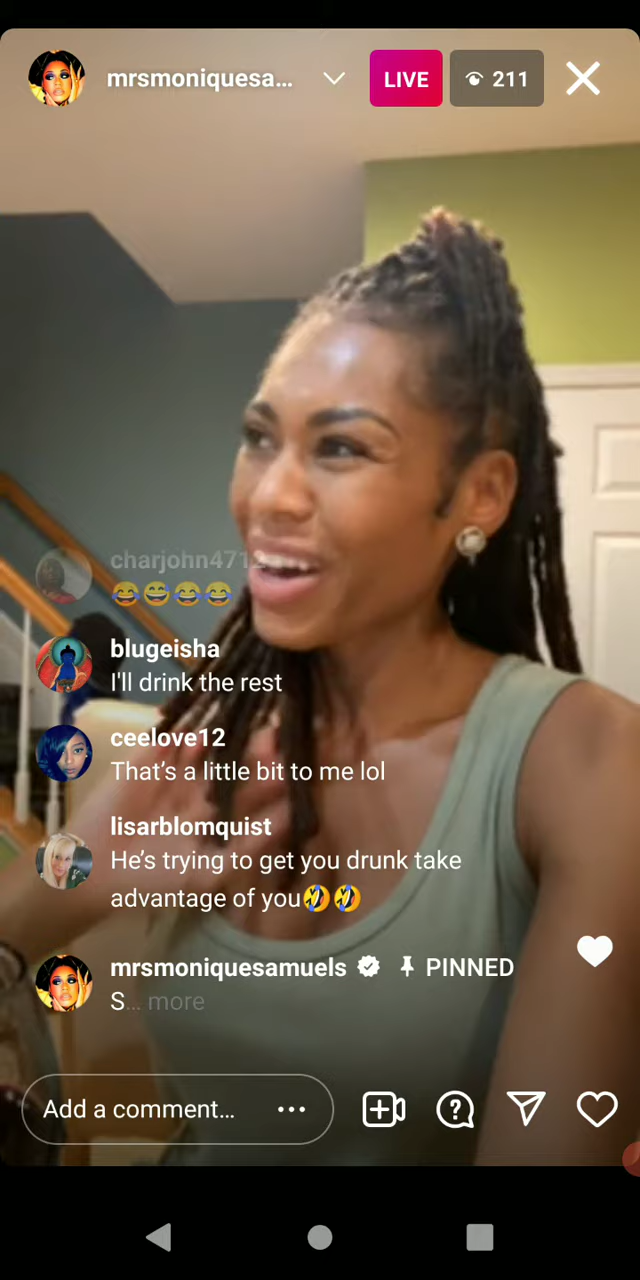 mrsmoniquesa...
LIVE
211
charjohn471
😂😅😂😂
blugeisha
I'll drink the rest
ceelove12
That's a little bit to me lol
lisarblomquist
He's trying to get you drunk take
advantage of you🤣🤣
mrsmoniquesamuels PINNED
S... more
Add a comment...